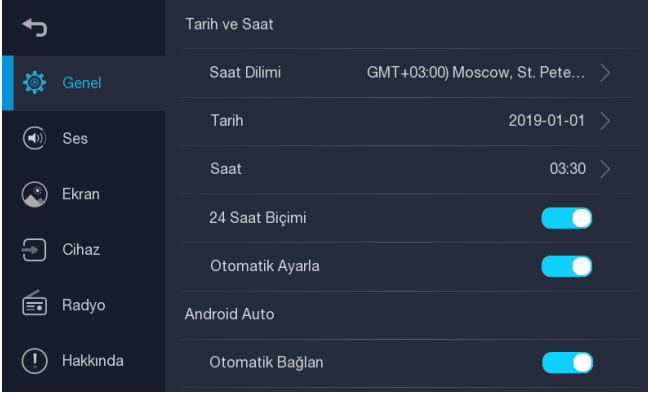 Tarih ve Saat
Genel
Saat Dilimi GMT+03:00) Moscow, St. Pete...
Tarih 2019-01-01
Ses
Saat 03:30
Ekran
24 Saat Biçimi
Cihaz
Otomatik Ayarla
Radyo
Android Auto
Hakkında
Otomatik Bağlan